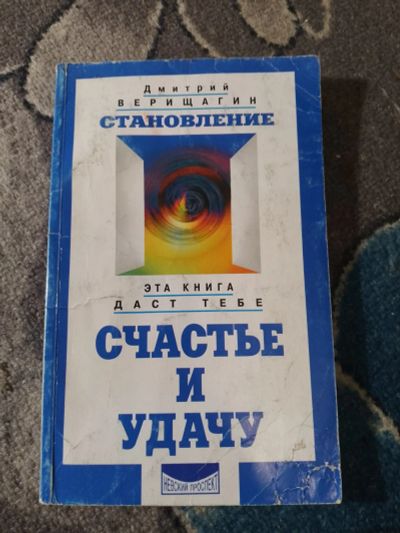 Дмитрий
ВЕРИЩАГИН
СТАНОВЛЕНИЕ
ЭТА КНИГА
ДАСТ ТЕБЕ
СЧАСТЬЕ
И
УДАЧУ
НЕВСКИЙ ПРОСПЕКТ